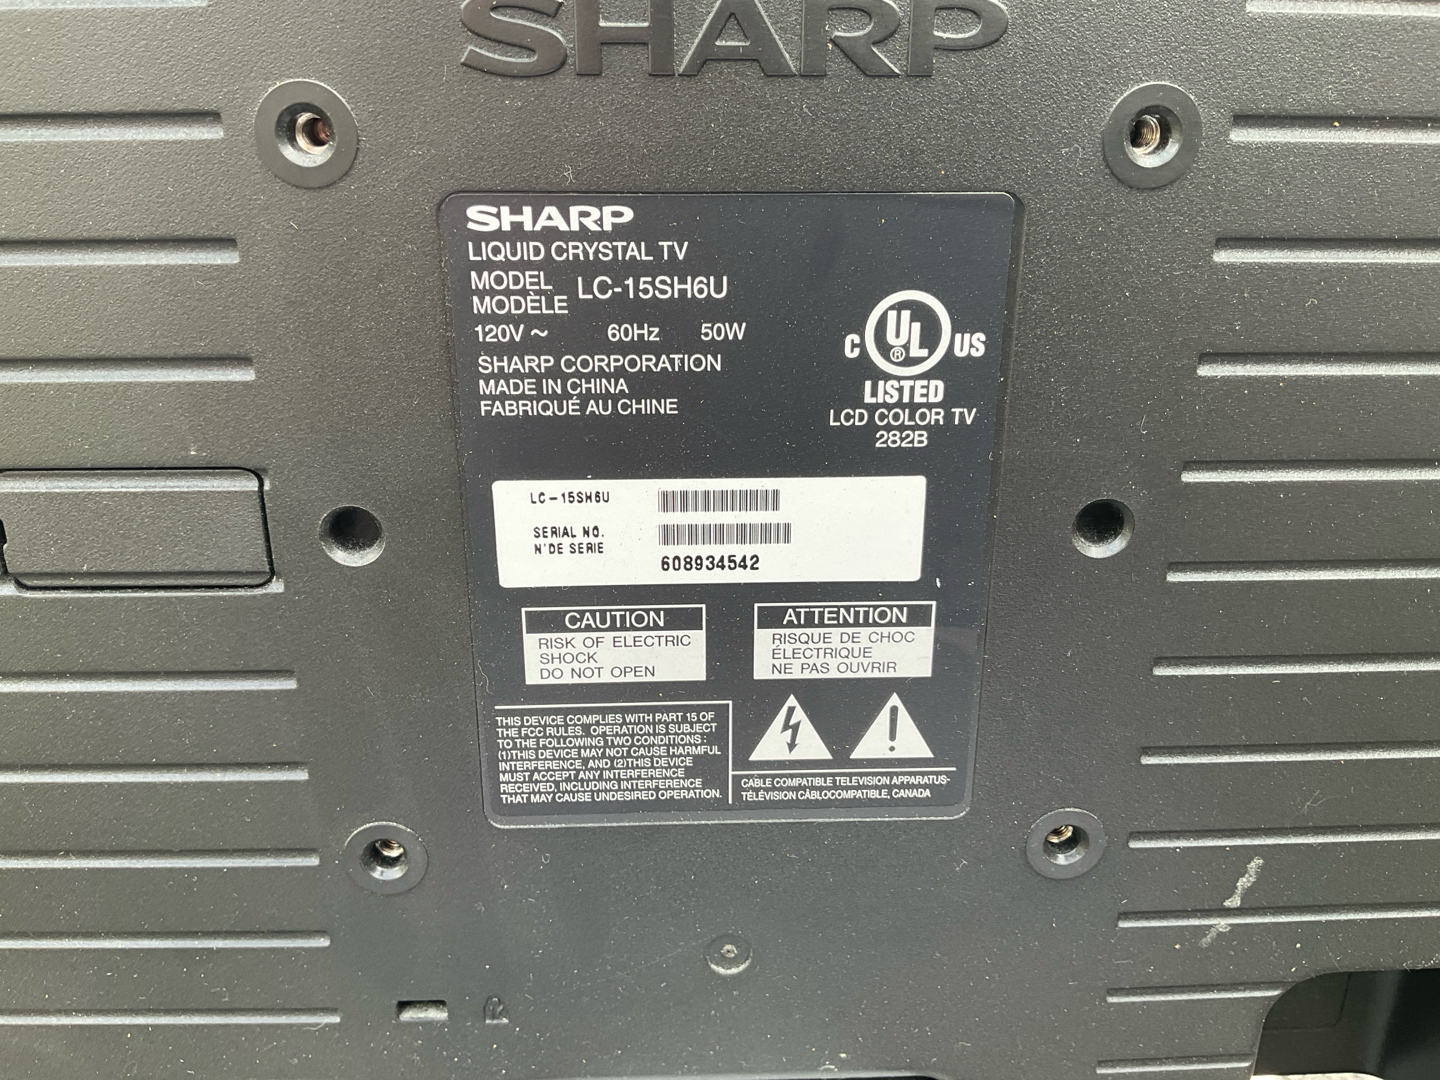 SHARP
SHARP
LIQUID CRYSTAL TV
MODEL
MODÈLE
LC-15SH6U
120V ~ 60Hz 50W
SHARP CORPORATION
MADE IN CHINA
FABRIQUÉ AU CHINE
C UL ® US
LISTED
LCD COLOR TV
282B
LC-15SH6U
SERIAL NO.
N'DE SERIE
608934542
CAUTION
RISK OF ELECTRIC
SHOCK
DO NOT OPEN
ATTENTION
RISQUE DE CHOC
ÉLECTRIQUE
NE PAS OUVRIR
THIS DEVICE COMPLIES WITH PART 15 OF
THE FCC RULES. OPERATION IS SUBJECT
TO THE FOLLOWING TWO CONDITIONS :
(1)THIS DEVICE MAY NOT CAUSE HARMFUL
INTERFERENCE, AND (2)THIS DEVICE
MUST ACCEPT ANY INTERFERENCE
RECEIVED, INCLUDING INTERFERENCE
THAT MAY CAUSE UNDESIRED OPERATION.
CABLE COMPATIBLE TELEVISION APPARATUS-
TÉLÉVISION CÂBLOCOMPATIBLE, CANADA